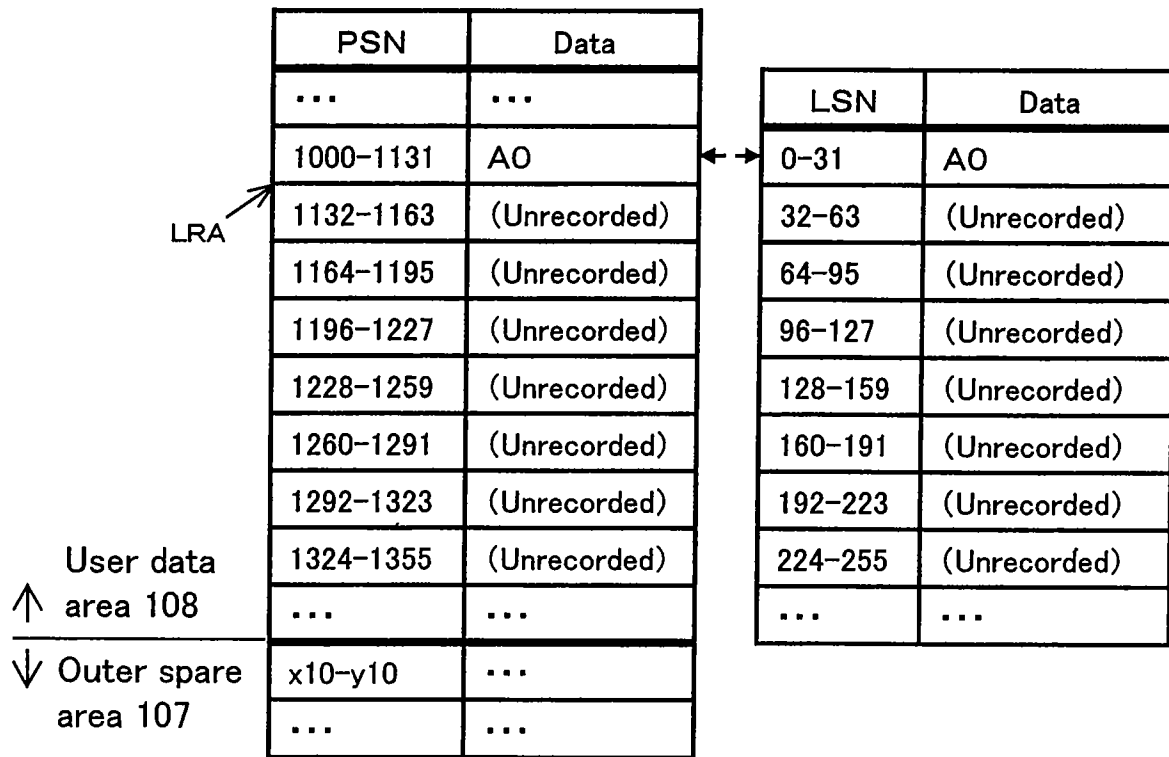 PSN Data
... ...
1000-1131 A0
LRA
1132-1163 (Unrecorded)
1164-1195 (Unrecorded)
1196-1227 (Unrecorded)
1228-1259 (Unrecorded)
1260-1291 (Unrecorded)
1292-1323 (Unrecorded)
1324-1355 (Unrecorded)
... ...
x10-y10 ...
... ...
User data
↑ area 108
↓ Outer spare
area 107
LSN Data
0-31 A0
32-63 (Unrecorded)
64-95 (Unrecorded)
96-127 (Unrecorded)
128-159 (Unrecorded)
160-191 (Unrecorded)
192-223 (Unrecorded)
224-255 (Unrecorded)
... ...